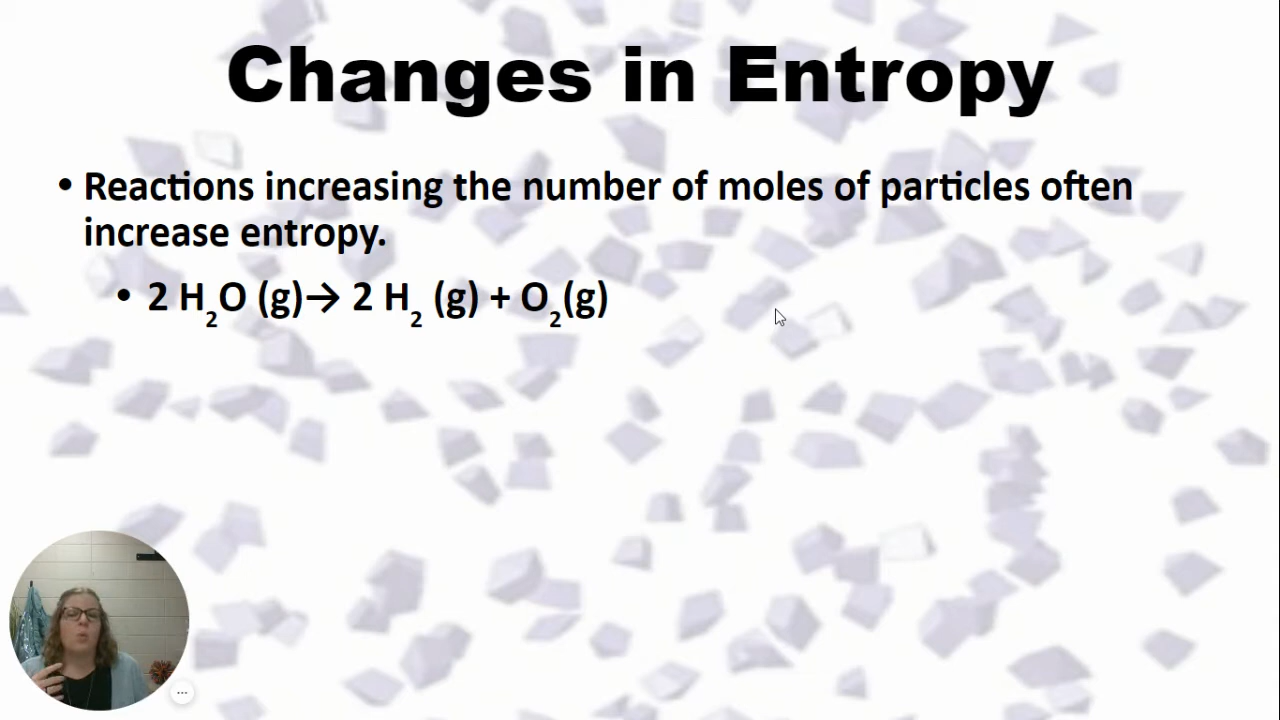 Changes in Entropy
• Reactions increasing the number of moles of particles often
increase entropy.
• 2 H₂O (g)→ 2 H₂ (g) + O₂(g)